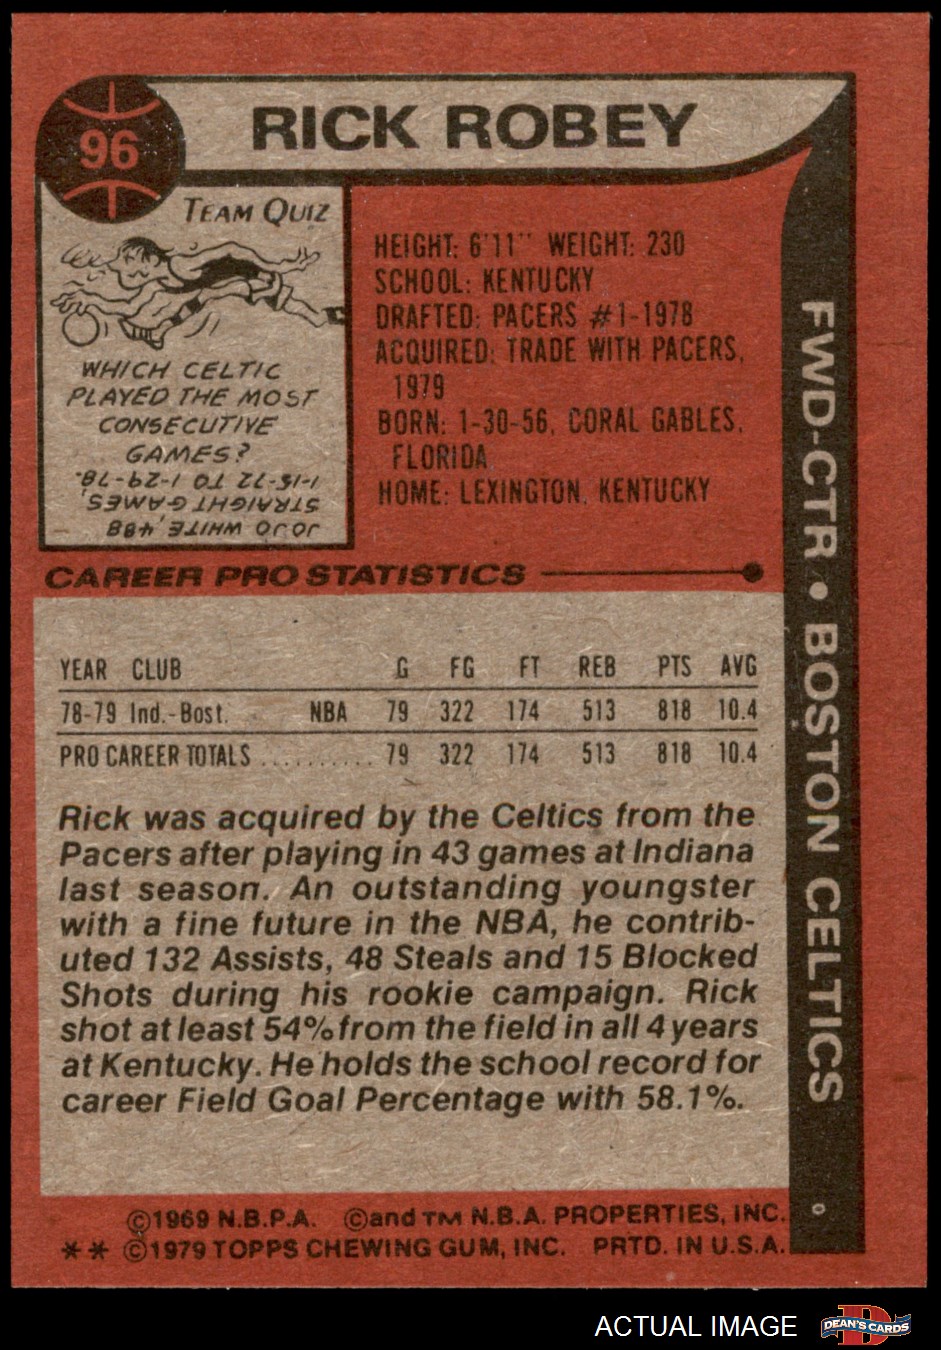 96
RICK ROBEY
TEAM QUIZ
WHICH CELTIC
PLAYED THE MOST
CONSECUTIVE
GAMES?
JO JO WHITE, 488
STRAIGHT GAMES,
1-15-72 TO 1-29-78.
HEIGHT: 6'11" WEIGHT: 230
SCHOOL: KENTUCKY
DRAFTED: PACERS #1-1978
ACQUIRED: TRADE WITH PACERS,
1979
BORN: 1-30-56, CORAL GABLES,
FLORIDA
HOME: LEXINGTON, KENTUCKY
FWD-CTR • BOSTON CELTICS
CAREER PRO STATISTICS
YEAR CLUB G FG FT REB PTS AVG
78-79 Ind.-Bost. NBA 79 322 174 513 818 10.4
PRO CAREER TOTALS .......... 79 322 174 513 818 10.4
Rick was acquired by the Celtics from the
Pacers after playing in 43 games at Indiana
last season. An outstanding youngster
with a fine future in the NBA, he contrib-
uted 132 Assists, 48 Steals and 15 Blocked
Shots during his rookie campaign. Rick
shot at least 54% from the field in all 4 years
at Kentucky. He holds the school record for
career Field Goal Percentage with 58.1%.
©1969 N.B.P.A. ©and TM N.B.A. PROPERTIES, INC.
** ©1979 TOPPS CHEWING GUM, INC. PRTD. IN U.S.A.
ACTUAL IMAGE
D
DEAN'S CARDS